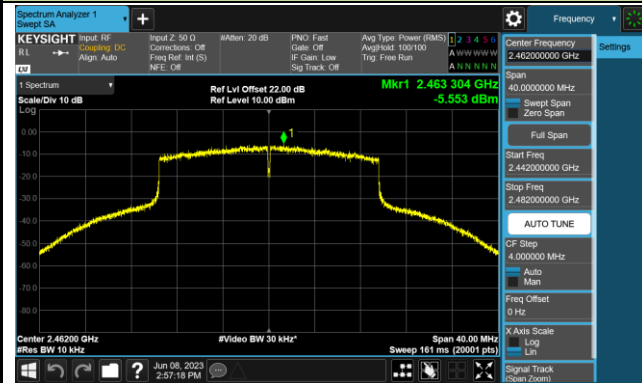 Spectrum Analyzer 1
Swept SA
Frequency
KEYSIGHT
RL
LXI
Input: RF
Coupling: DC
Align: Auto
Input Z: 50 Ω
Corrections: Off
Freq Ref: Int (S)
NFE: Off
#Atten: 20 dB
PNO: Fast
Gate: Off
IF Gain: Low
Sig Track: Off
Avg Type: Power (RMS)
Avg|Hold: 100/100
Trig: Free Run
1 2 3 4 5 6
A W W W W W
A N N N N N
Center Frequency
2.462000000 GHz
Settings
Span
40.0000000 MHz
Swept Span
Zero Span
Full Span
Start Freq
2.442000000 GHz
Stop Freq
2.482000000 GHz
AUTO TUNE
CF Step
4.000000 MHz
Auto
Man
Freq Offset
0 Hz
X Axis Scale
Log
Lin
Signal Track
(Span Zoom)
1 Spectrum
Scale/Div 10 dB
Ref Lvl Offset 22.00 dB
Ref Level 10.00 dBm
Mkr1 2.463 304 GHz
-5.553 dBm
Log
1
0.00
-10.0
-20.0
-30.0
-40.0
-50.0
-60.0
-70.0
-80.0
Center 2.46200 GHz
#Res BW 10 kHz
#Video BW 30 kHz*
Span 40.00 MHz
Sweep 161 ms (20001 pts)
Jun 08, 2023
2:57:18 PM